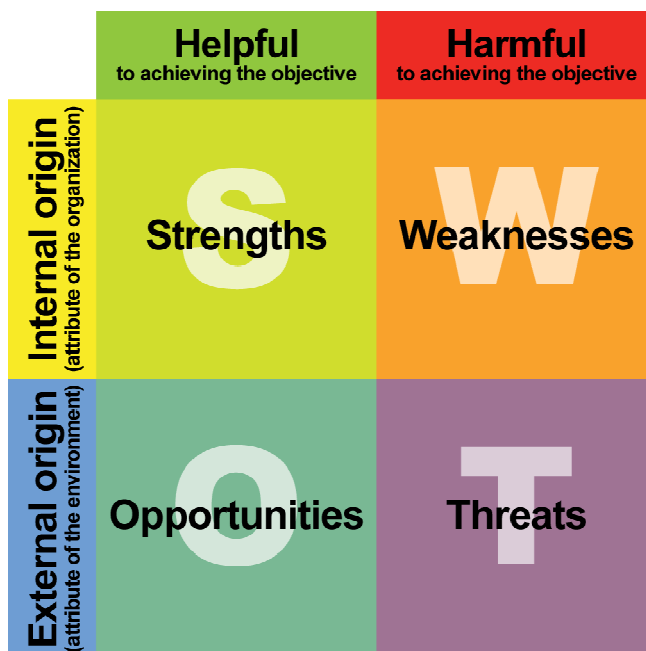 Helpful
to achieving the objective
Harmful
to achieving the objective
Internal origin
(attribute of the organization)
S
Strengths
W
Weaknesses
External origin
(attribute of the environment)
O
Opportunities
T
Threats